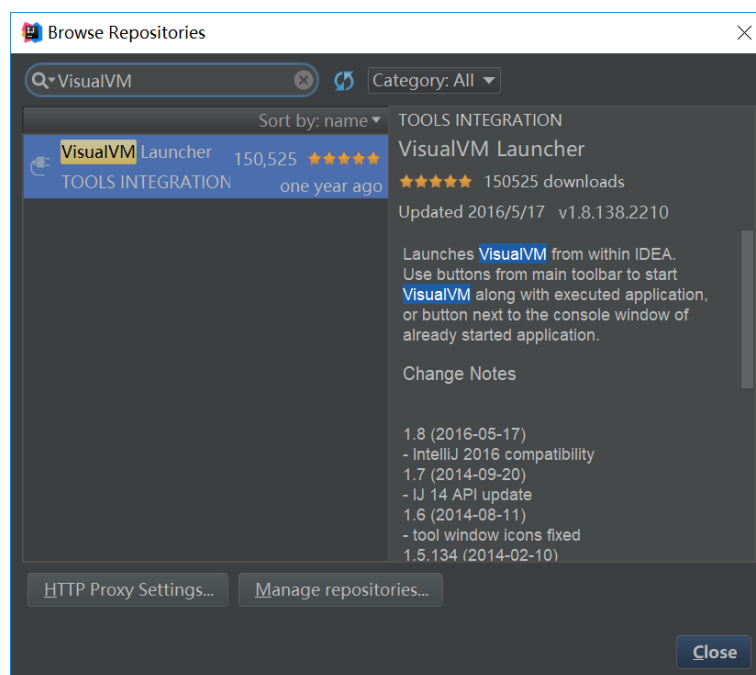 Browse Repositories
VisualVM
Category: All
Sort by: name
VisualVM Launcher
150,525
TOOLS INTEGRATION
one year ago
TOOLS INTEGRATION
VisualVM Launcher
150525 downloads
Updated 2016/5/17 v1.8.138.2210
Launches VisualVM from within IDEA.
Use buttons from main toolbar to start
VisualVM along with executed application,
or button next to the console window of
already started application.
Change Notes
1.8 (2016-05-17)
- IntelliJ 2016 compatibility
1.7 (2014-09-20)
- IJ 14 API update
1.6 (2014-08-11)
- tool window icons fixed
1.5.134 (2014-02-10)
HTTP Proxy Settings...
Manage repositories...
Close